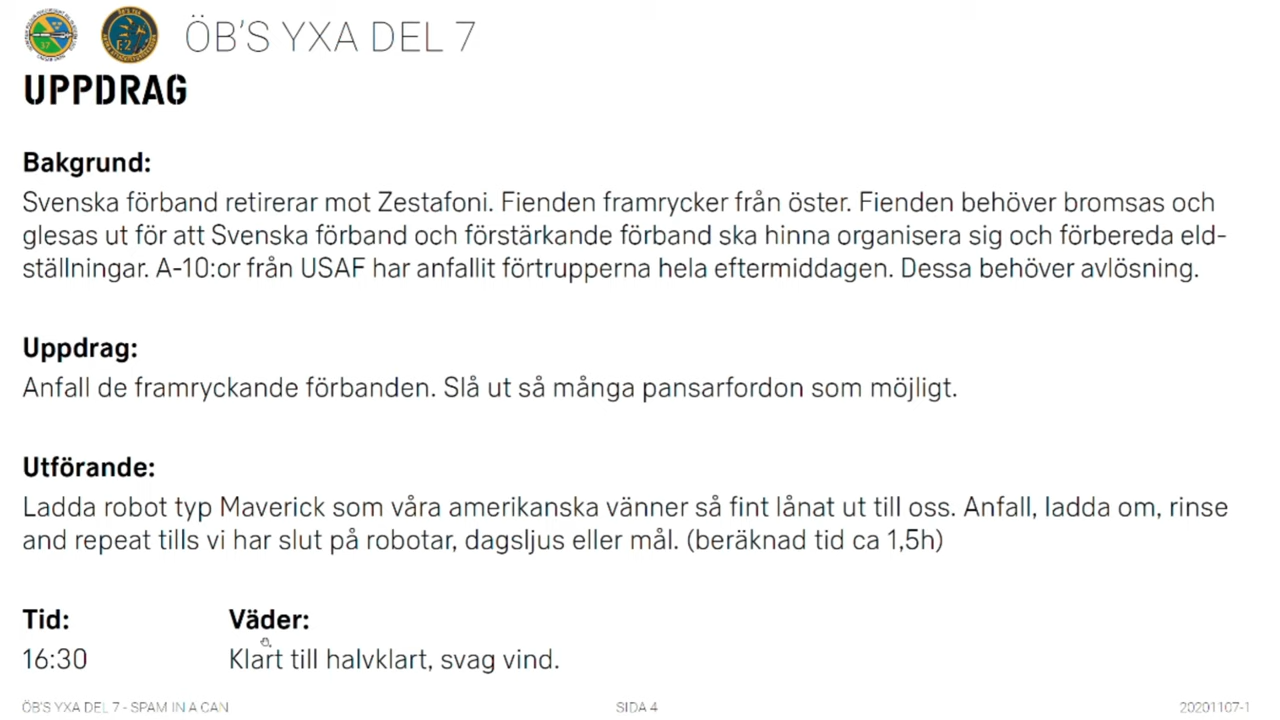 ÖB'S YXA DEL 7
UPPDRAG
Bakgrund:
Svenska förband retirerar mot Zestafoni. Fienden framrycker från öster. Fienden behöver bromsas och
glesas ut för att Svenska förband och förstärkande förband ska hinna organisera sig och förbereda eld-
ställningar. A-10:or från USAF har anfallit förtrupperna hela eftermiddagen. Dessa behöver avlösning.
Uppdrag:
Anfall de framryckande förbanden. Slå ut så många pansarfordon som möjligt.
Utförande:
Ladda robot typ Maverick som våra amerikanska vänner så fint lånat ut till oss. Anfall, ladda om, rinse
and repeat tills vi har slut på robotar, dagsljus eller mål. (beräknad tid ca 1,5h)
Tid:
Väder:
16:30
Klart till halvklart, svag vind.
ÖB'S YXA DEL 7 - SPAM IN A CAN
SIDA 4
20201107-1